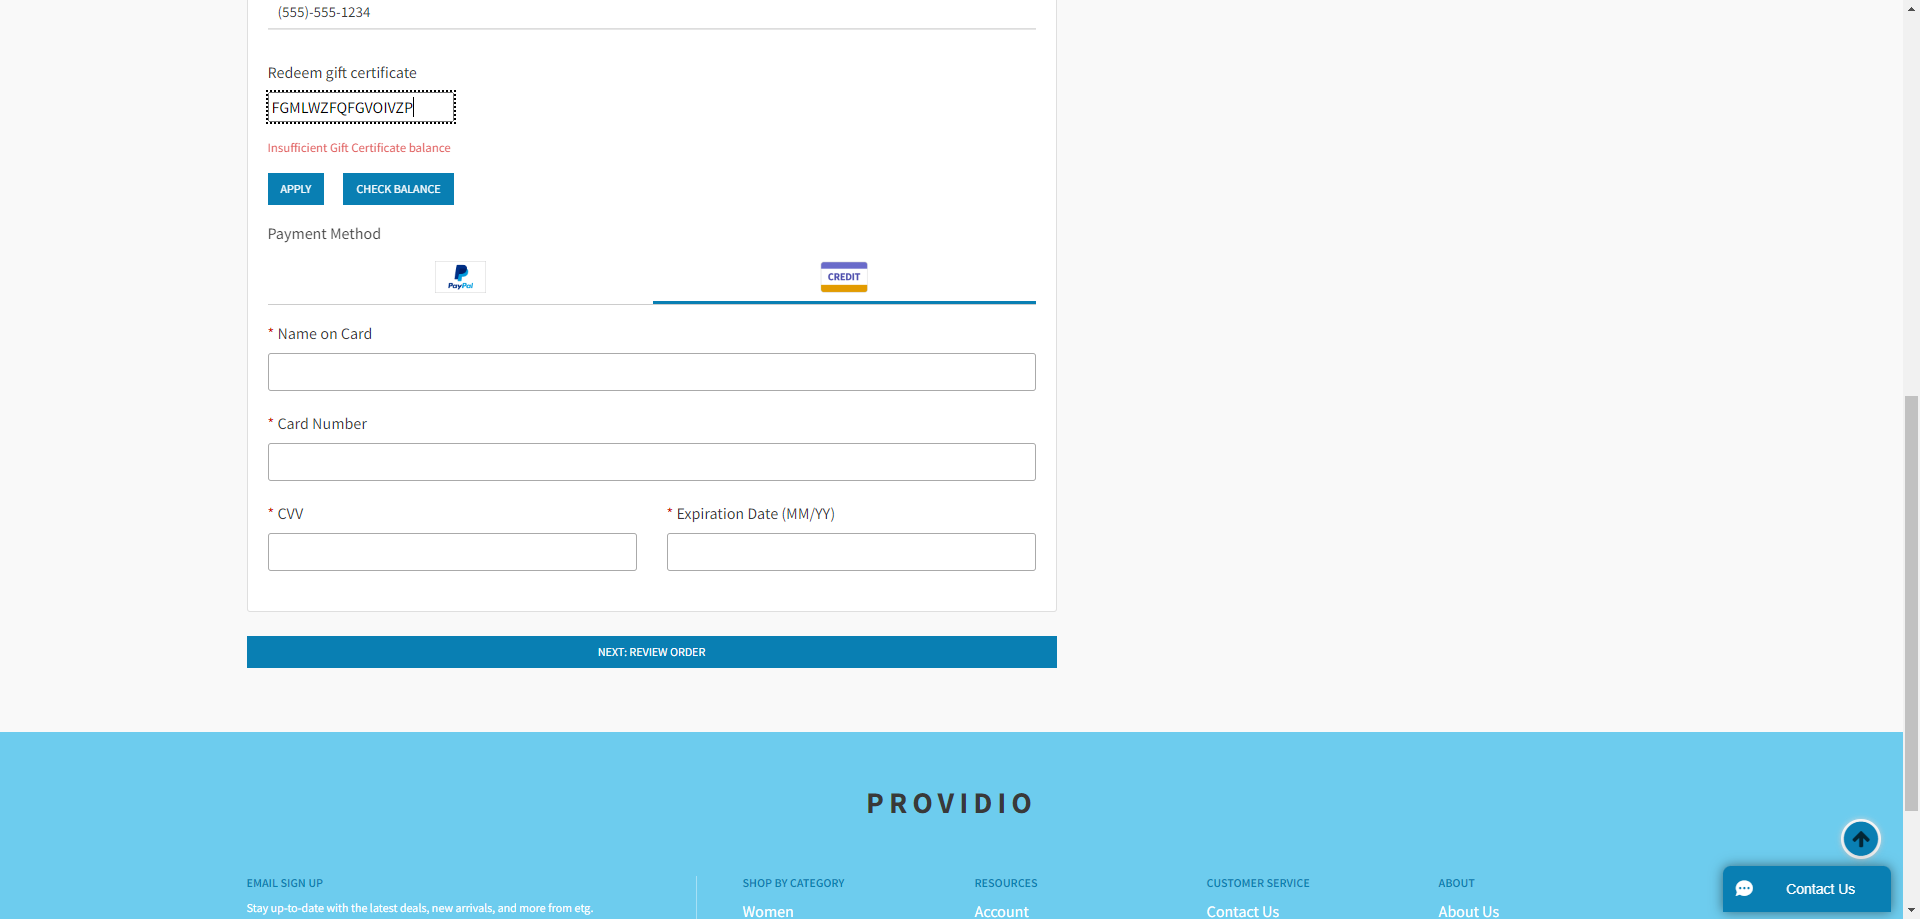 (555)-555-1234
Redeem gift certificate
FGMLWZFQFGVOIVZP
Insufficient Gift Certificate balance
APPLY
CHECK BALANCE
Payment Method
PayPal
CREDIT
* Name on Card
* Card Number
* CVV
* Expiration Date (MM/YY)
NEXT: REVIEW ORDER
PROVIDIO
EMAIL SIGN UP
Stay up-to-date with the latest deals, new arrivals, and more from etg.
SHOP BY CATEGORY
Women
RESOURCES
Account
CUSTOMER SERVICE
Contact Us
ABOUT
About Us
Contact Us